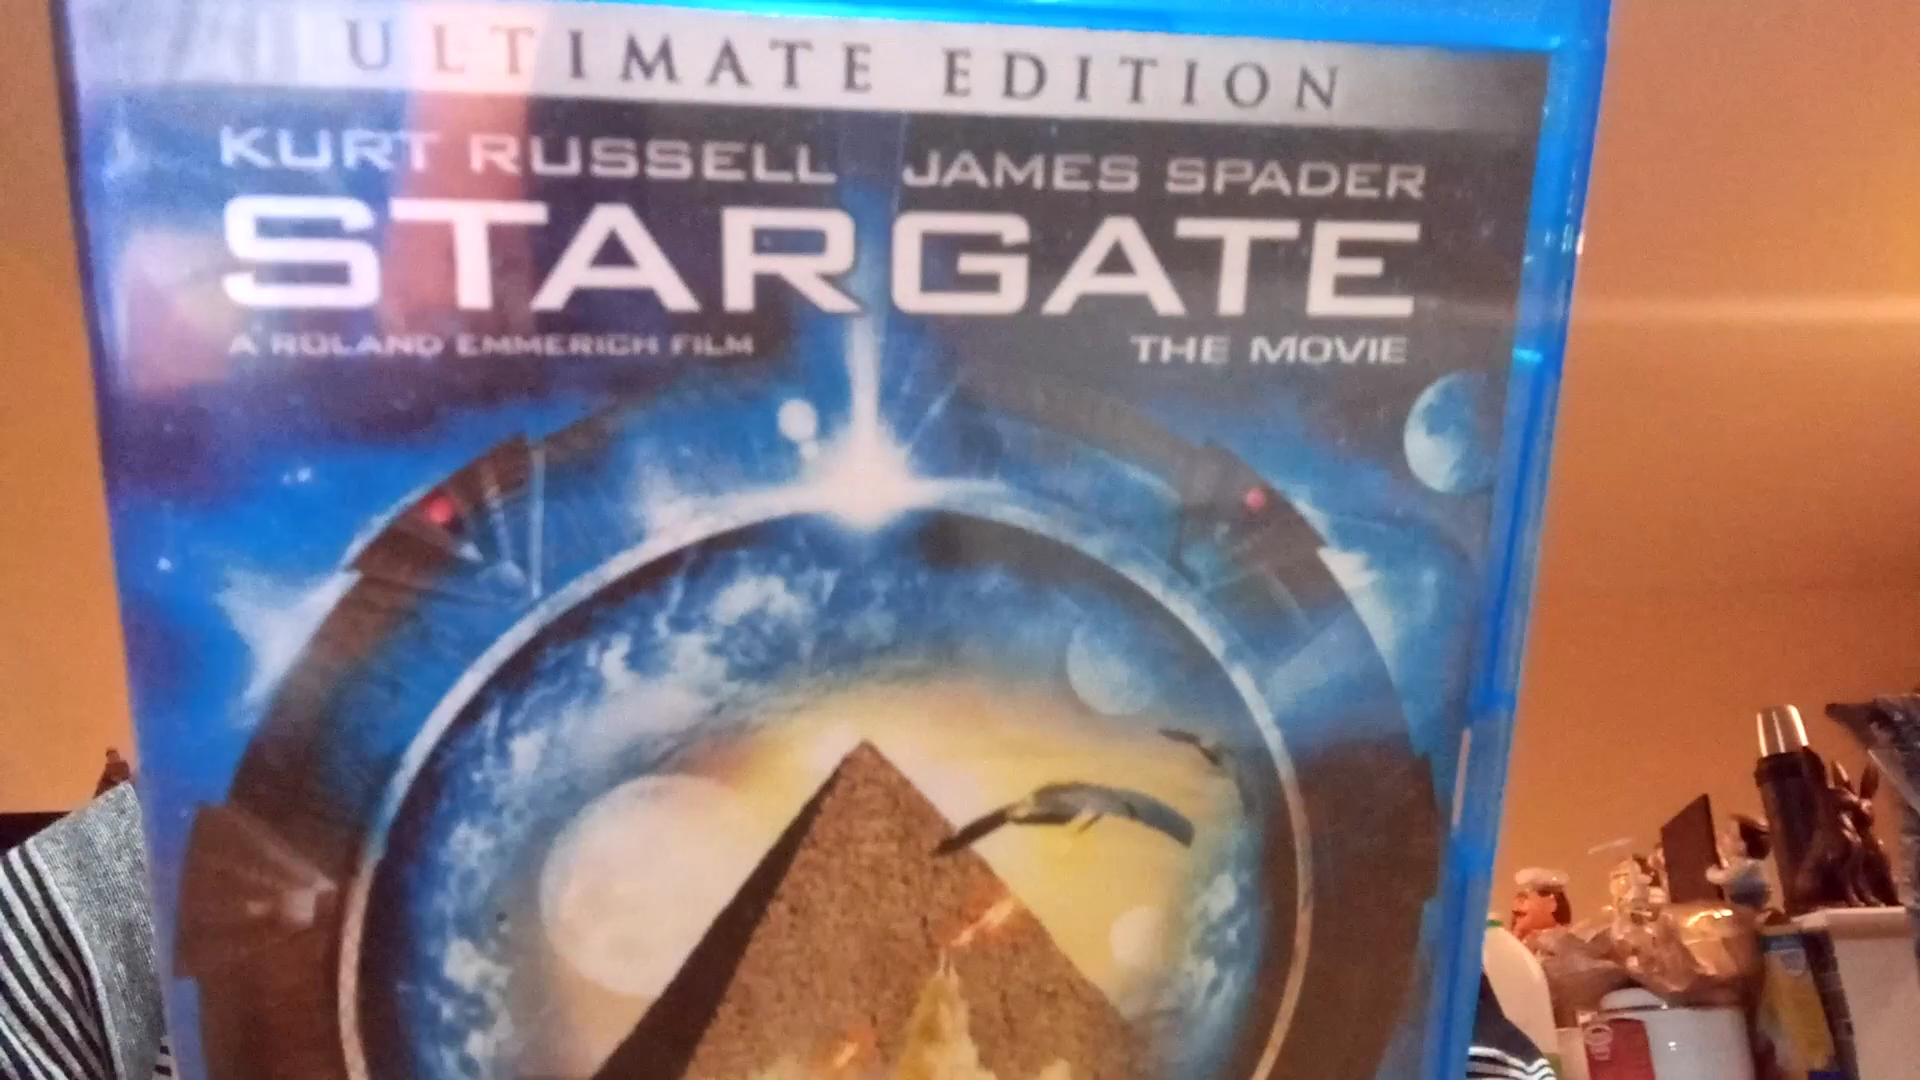 ULTIMATE EDITION
KURT RUSSELL JAMES SPADER
STARGATE
A ROLAND EMMERICH FILM THE MOVIE